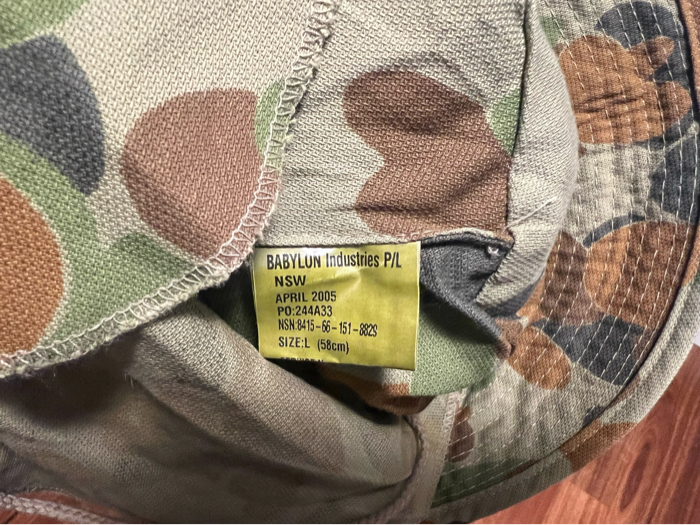 BABYLON Industries P/L
NSW
APRIL 2005
PO:244A33
NSN:8415-66-151-8829
SIZE:L (58cm)